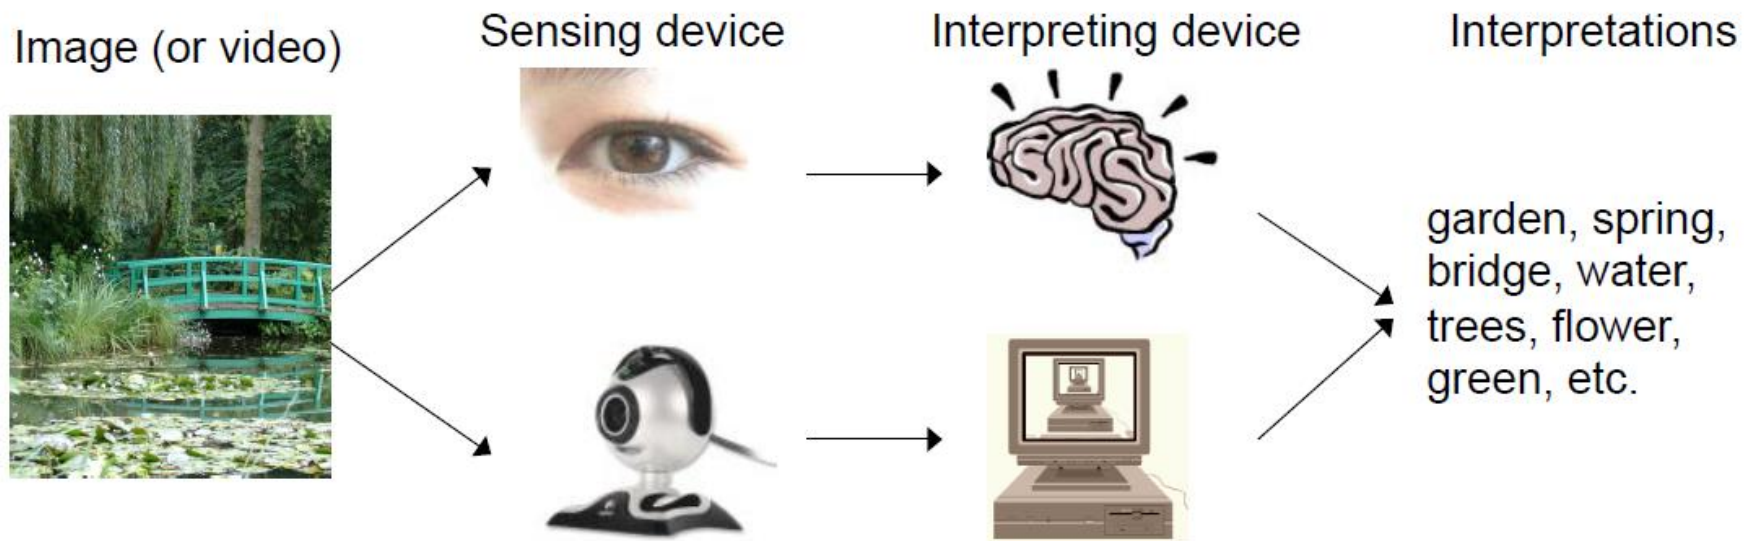 Image (or video)
Sensing device
Interpreting device
Interpretations
garden, spring,
bridge, water,
trees, flower,
green, etc.